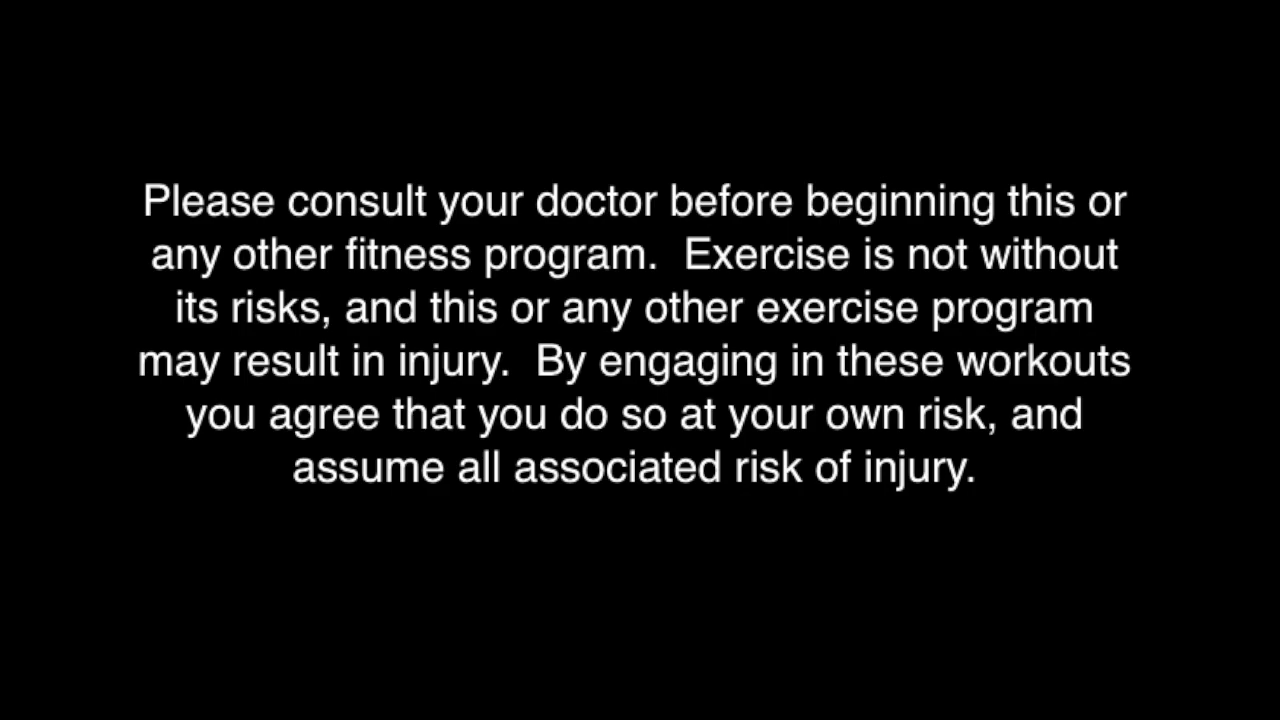 Please consult your doctor before beginning this or
any other fitness program.  Exercise is not without
its risks, and this or any other exercise program
may result in injury.  By engaging in these workouts
you agree that you do so at your own risk, and
assume all associated risk of injury.